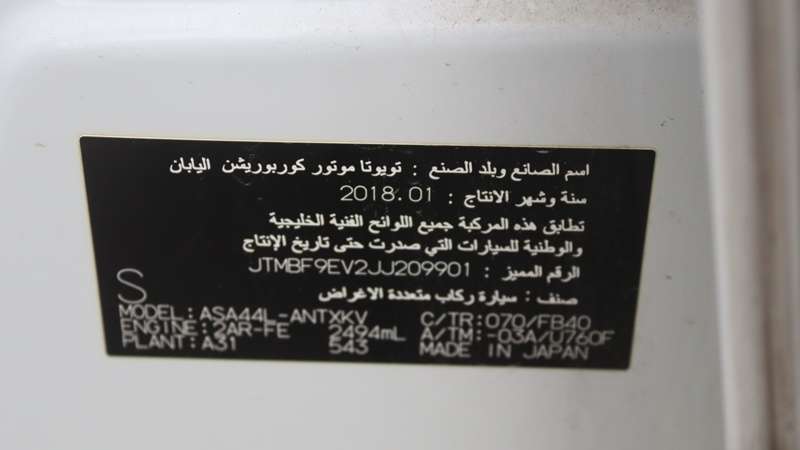 اسم الصانع وبلد الصنع : تويوتا موتور كوربوريشن اليابان
سنة وشهر الانتاج : 2018.01
تطابق هذه المركبة جميع اللوائح الفنية الخليجية
والوطنية للسيارات التي صدرت حتى تاريخ الإنتاج
الرقم المميز : JTMBF9EV2JJ209901
صنف : سيارة ركاب متعددة الاغراض
S
MODEL: ASA44L-ANTXKV C/TR: 070/FB40
ENGINE: 2AR-FE 2494mL A/TM: -03A/U760F
PLANT: A31 543 MADE IN JAPAN